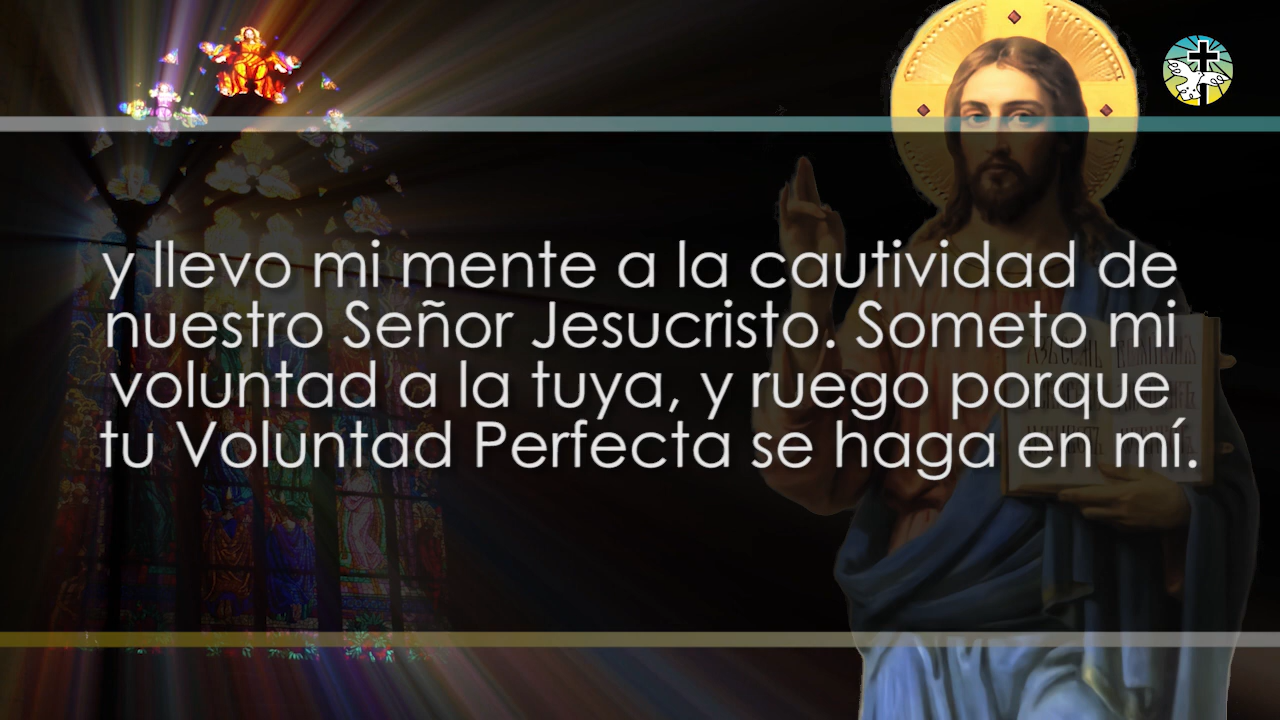 y llevo mi mente a la cautividad de
nuestro Señor Jesucristo. Someto mi
voluntad a la tuya, y ruego porque
tu Voluntad Perfecta se haga en mí.